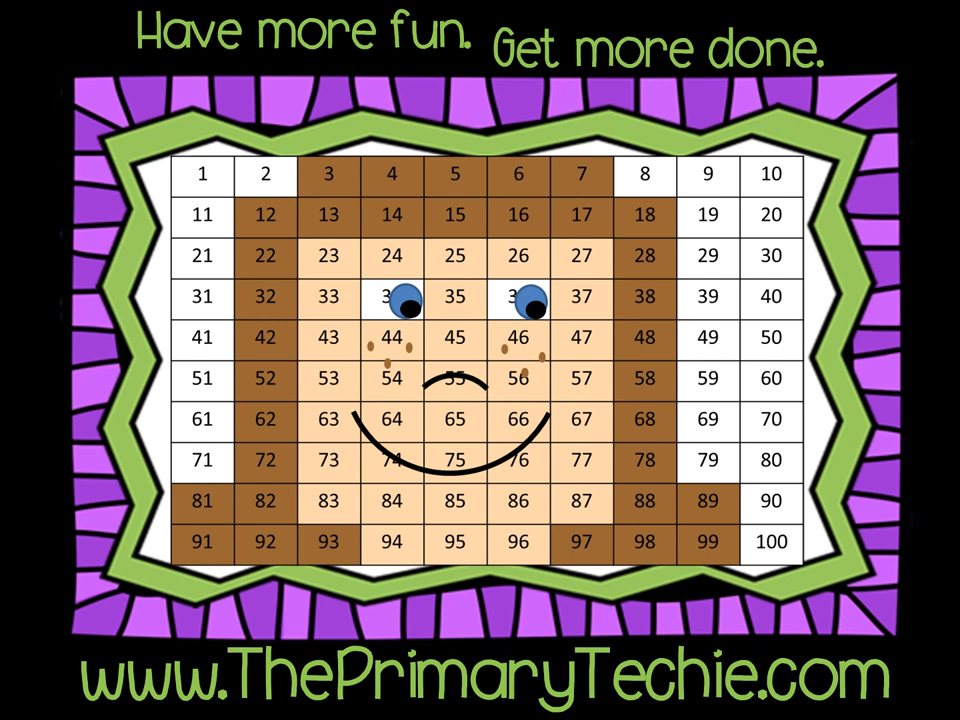 Have more fun. Get more done.
1 2 3 4 5 6 7 8 9 10
11 12 13 14 15 16 17 18 19 20
21 22 23 24 25 26 27 28 29 30
31 32 33 3 35 3 37 38 39 40
41 42 43 44 45 46 47 48 49 50
51 52 53 54 55 56 57 58 59 60
61 62 63 64 65 66 67 68 69 70
71 72 73 74 75 76 77 78 79 80
81 82 83 84 85 86 87 88 89 90
91 92 93 94 95 96 97 98 99 100
www.ThePrimaryTechie.com